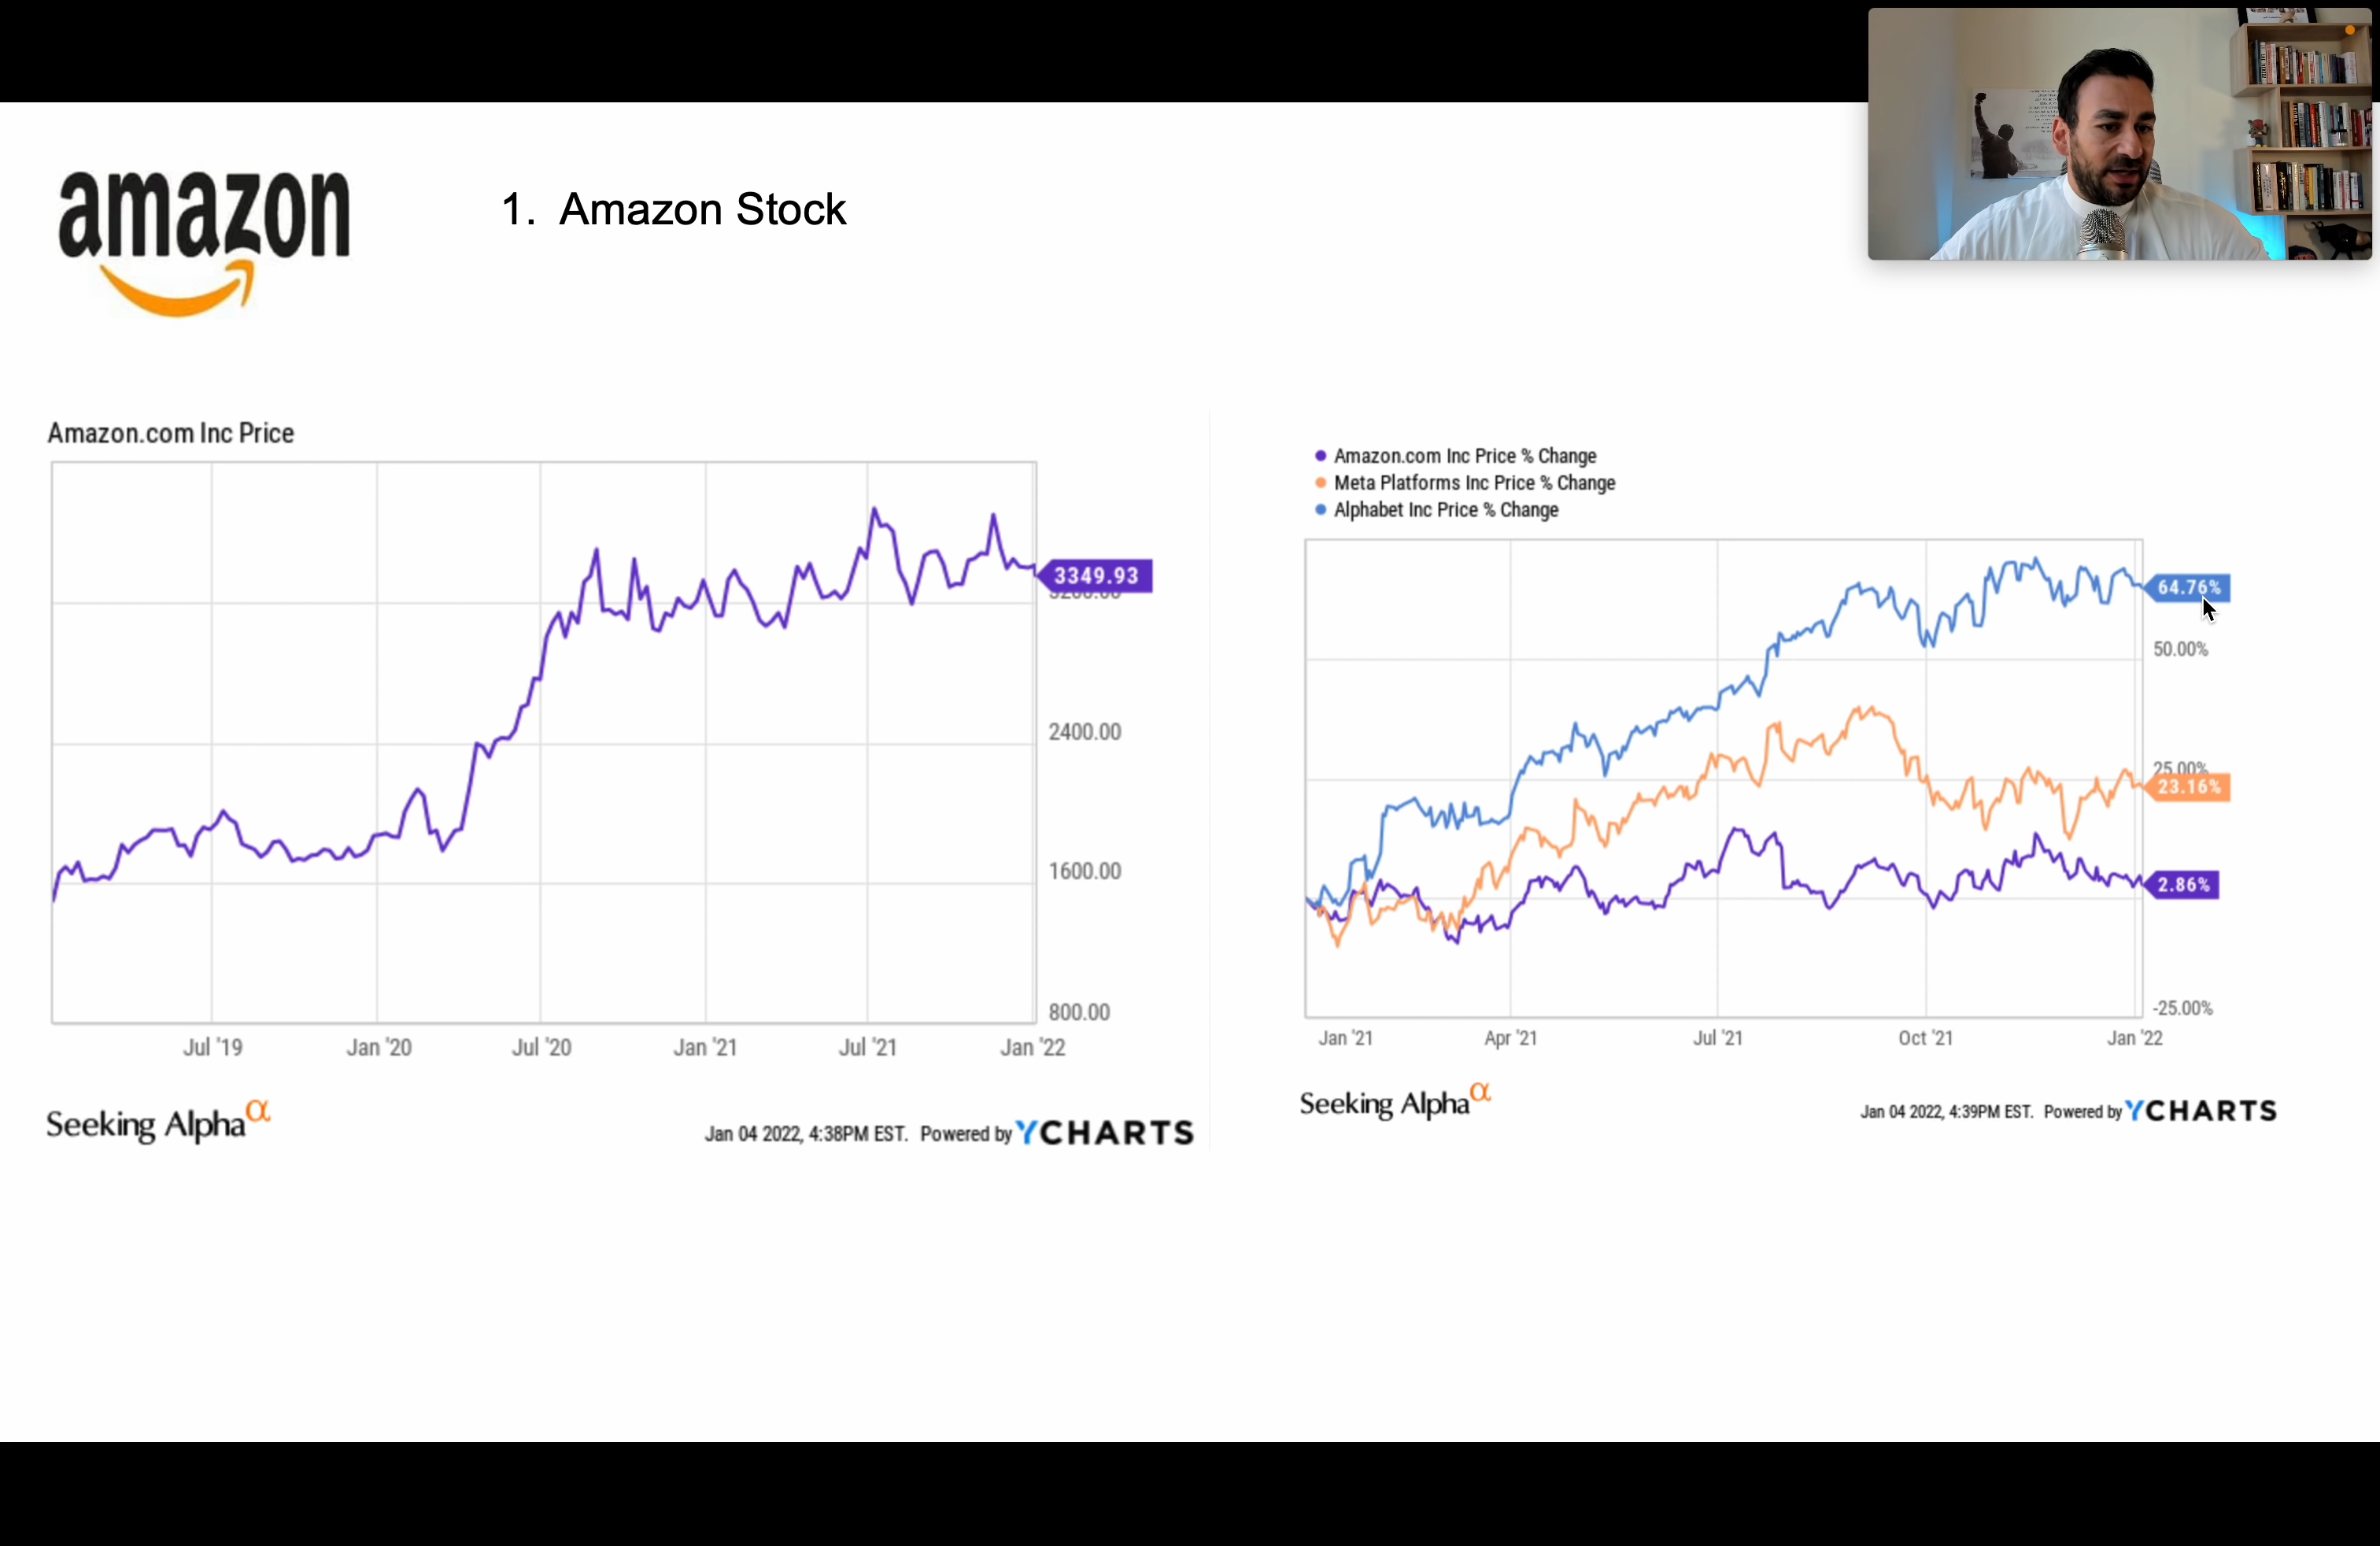 amazon
1. Amazon Stock
Amazon.com Inc Price
3349.93
3200.00
2400.00
1600.00
800.00
Jul '19
Jan '20
Jul '20
Jan '21
Jul '21
Jan '22
Seeking Alpha α
Jan 04 2022, 4:38PM EST. Powered by YCHARTS
Amazon.com Inc Price % Change
Meta Platforms Inc Price % Change
Alphabet Inc Price % Change
64.76%
50.00%
25.00%
23.16%
2.86%
-25.00%
Jan '21
Apr '21
Jul '21
Oct '21
Jan '22
Seeking Alpha α
Jan 04 2022, 4:39PM EST. Powered by YCHARTS